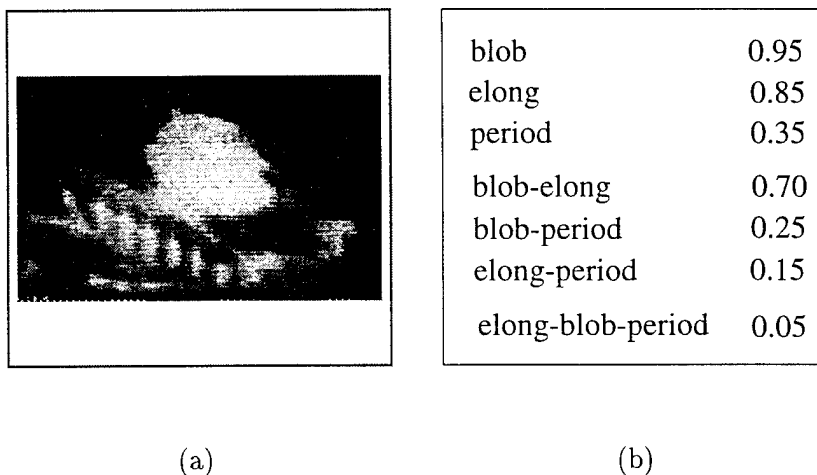 blob 0.95
elong 0.85
period 0.35
blob-elong 0.70
blob-period 0.25
elong-period 0.15
elong-blob-period 0.05
(a) (b)